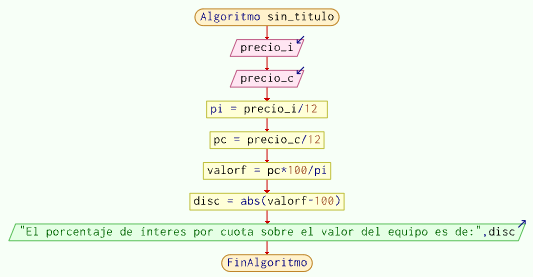 Algoritmo sin_titulo
precio_i
precio_c
pi = precio_i/12
pc = precio_c/12
valorf = pc*100/pi
disc = abs(valorf-100)
"El porcentaje de interes por cuota sobre el valor del equipo es de:",disc
FinAlgoritmo